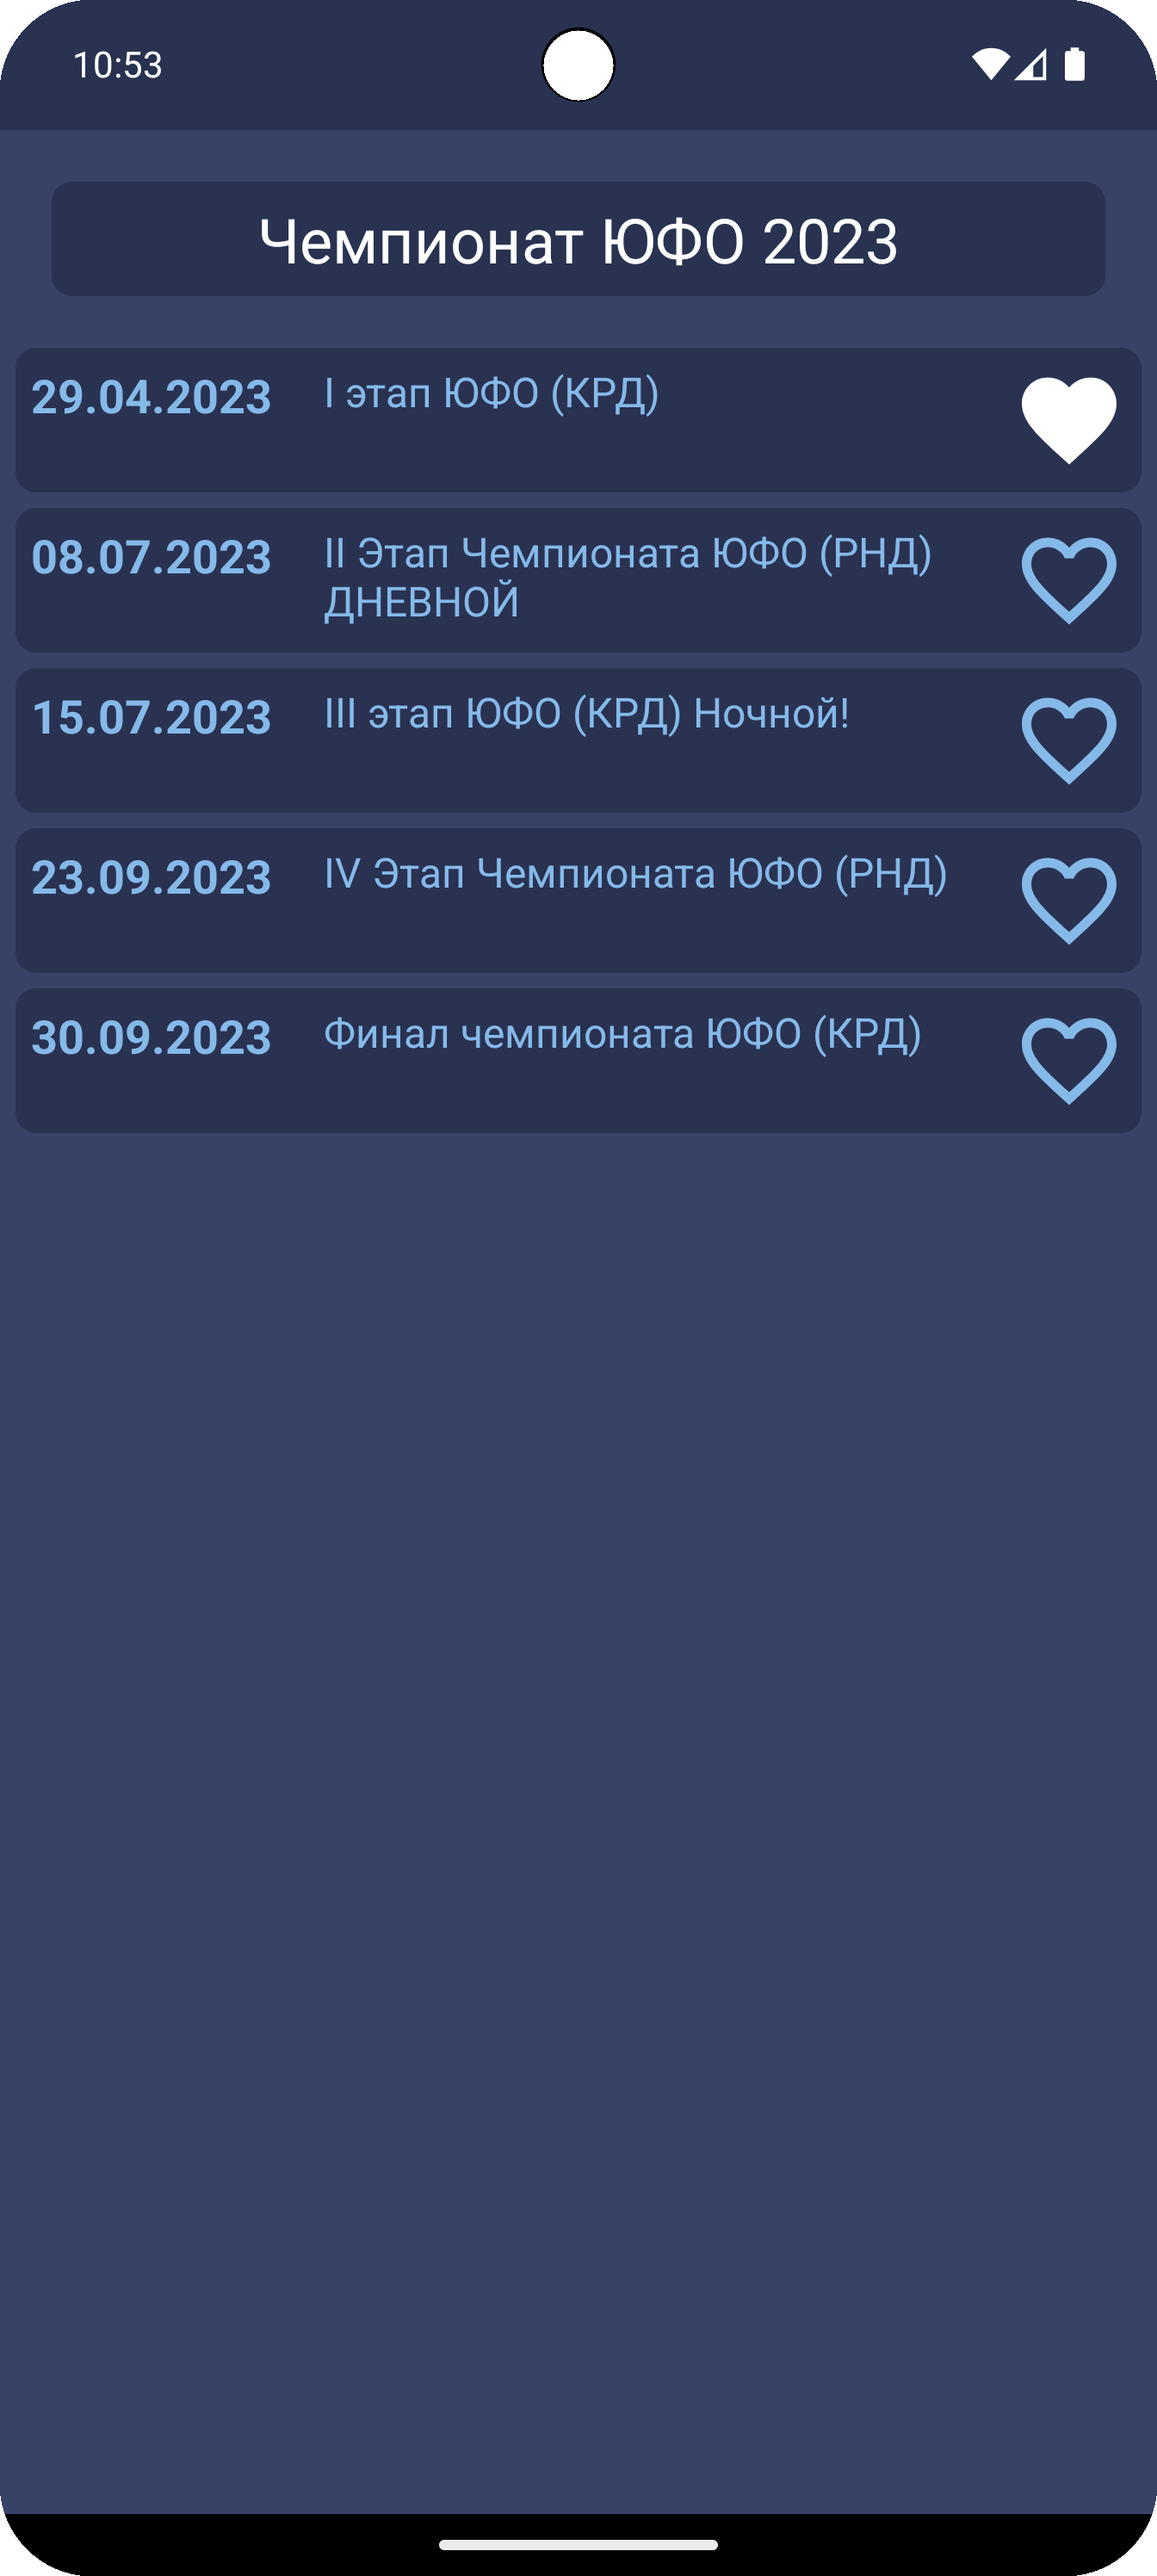 10:53
Чемпионат ЮФО 2023
29.04.2023
I этап ЮФО (КРД)
08.07.2023
II Этап Чемпионата ЮФО (РНД)
ДНЕВНОЙ
15.07.2023
III этап ЮФО (КРД) Ночной!
23.09.2023
IV Этап Чемпионата ЮФО (РНД)
30.09.2023
Финал чемпионата ЮФО (КРД)